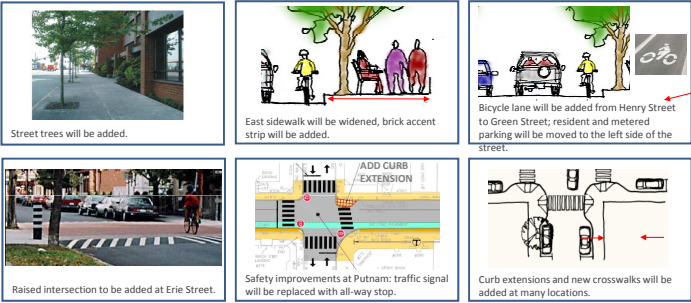 Street trees will be added.
East sidewalk will be widened, brick accent
strip will be added.
Bicycle lane will be added from Henry Street
to Green Street; resident and metered
parking will be moved to the left side of the
street.
Raised intersection to be added at Erie Street.
ADD CURB
EXTENSION
Safety improvements at Putnam: traffic signal
will be replaced with all-way stop.
Curb extensions and new crosswalks will be
added at many locations.